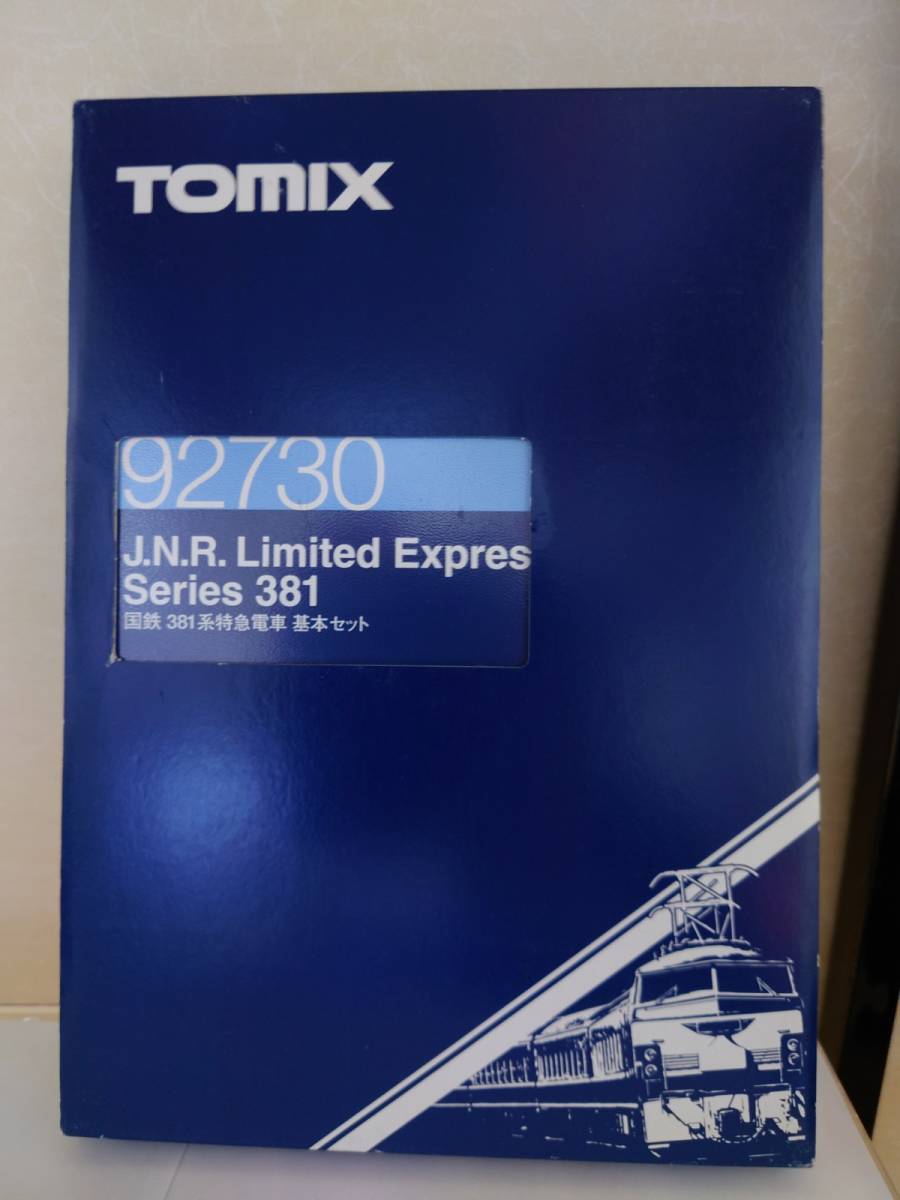 TOMIX
92730
J.N.R. Limited Expres
Series 381
国鉄 381系特急電車 基本セット